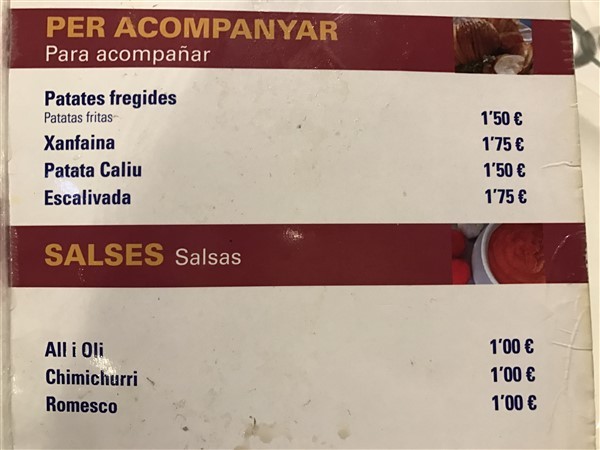 PER ACOMPANYAR
Para acompañar
Patates fregides
Patatas fritas 1'50 €
Xanfaina 1'75 €
Patata Caliu 1'50 €
Escalivada 1'75 €
SALSES Salsas
All i Oli 1'00 €
Chimichurri 1'00 €
Romesco 1'00 €